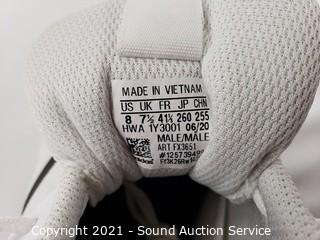 MADE IN VIETNAM
US UK FR JP CHN
8 7½ 41⅓ 260 255
HWA 1Y3001 06/20
MALE/MALE
ART FX3651
adidas
Copyright 2021 - Sound Auction Service